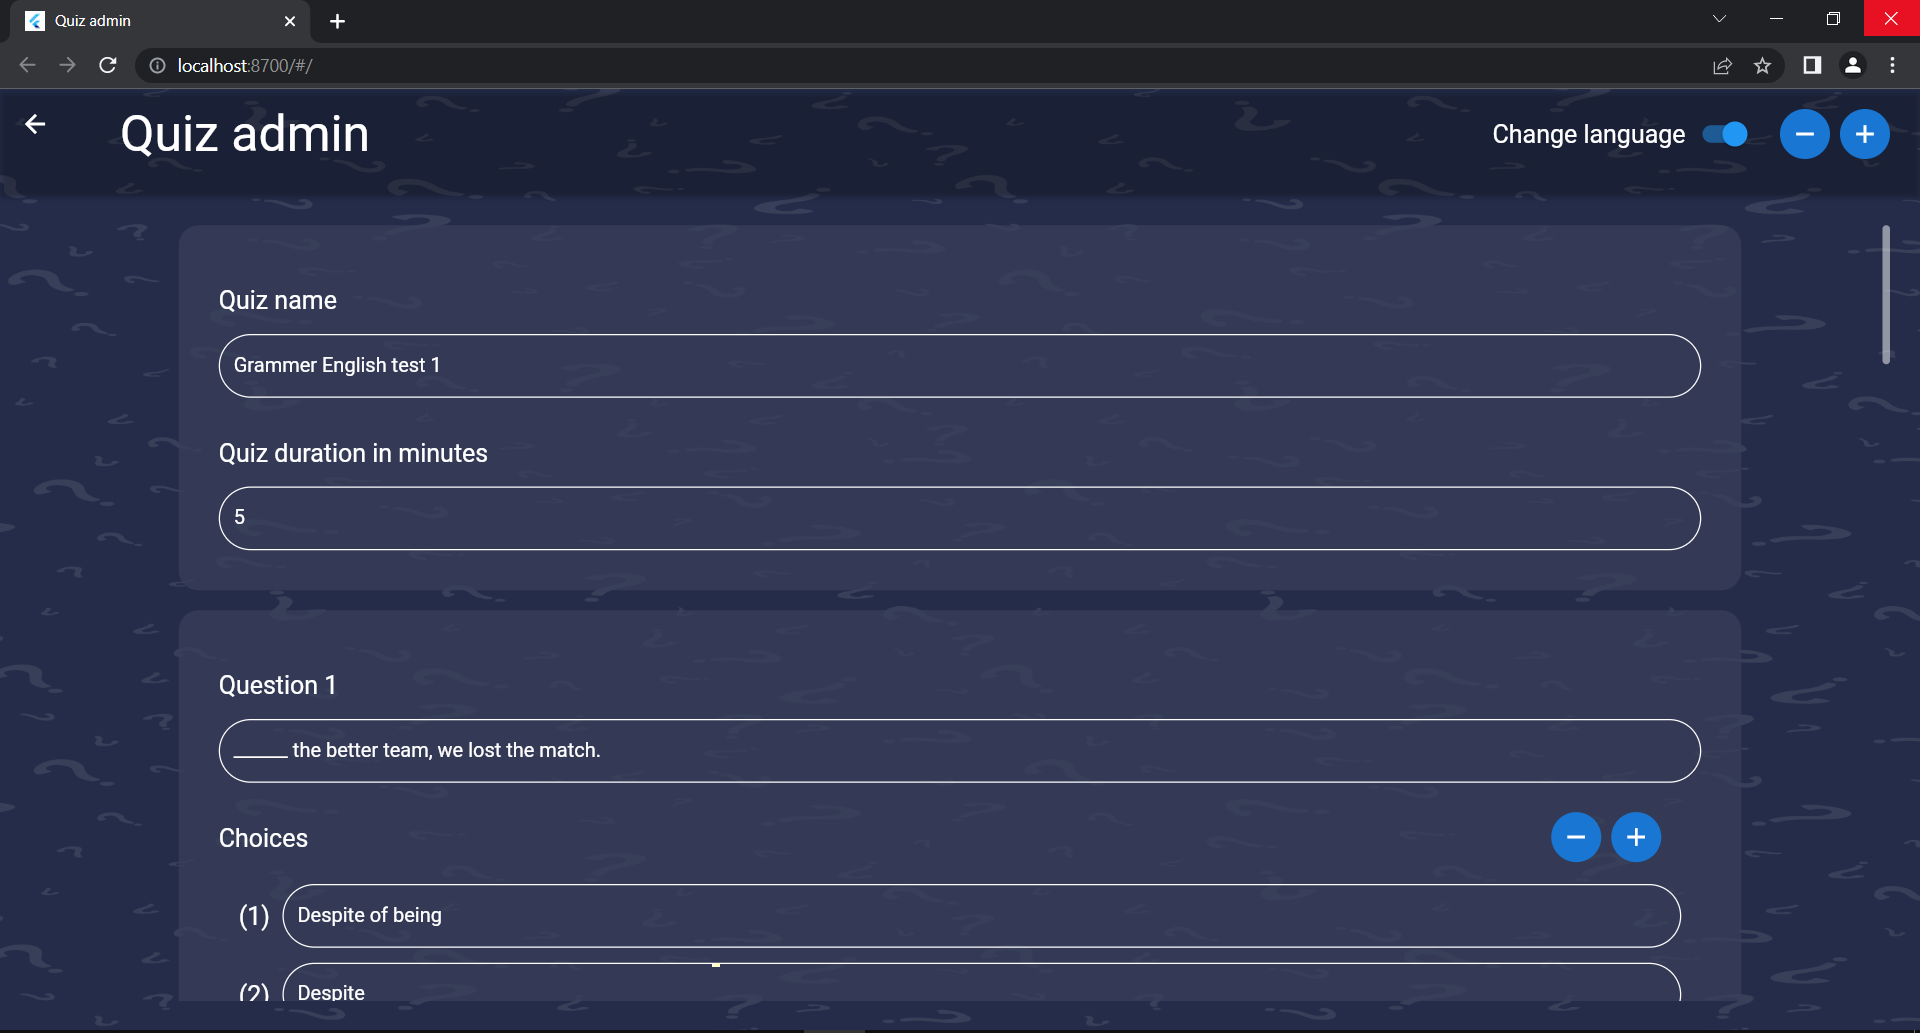 Quiz admin
localhost:8700/#/
Quiz admin
Change language
Quiz name
Grammer English test 1
Quiz duration in minutes
5
Question 1
______ the better team, we lost the match.
Choices
(1) Despite of being
(2) Despite